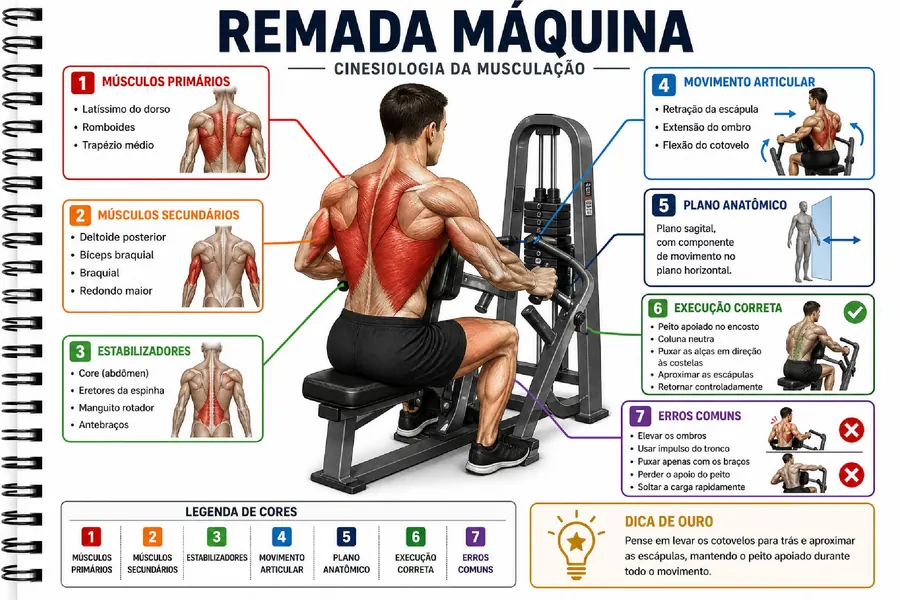 REMADA MÁQUINA
CINESIOLOGIA DA MUSCULAÇÃO
1 MÚSCULOS PRIMÁRIOS
• Latíssimo do dorso
• Romboides
• Trapézio médio
2 MÚSCULOS SECUNDÁRIOS
• Deltoide posterior
• Bíceps braquial
• Braquial
• Redondo maior
3 ESTABILIZADORES
• Core (abdômen)
• Eretores da espinha
• Manguito rotador
• Antebraços
4 MOVIMENTO ARTICULAR
• Retração da escápula
• Extensão do ombro
• Flexão do cotovelo
5 PLANO ANATÔMICO
Plano sagital,
com componente
de movimento no
plano horizontal.
6 EXECUÇÃO CORRETA
• Peito apoiado no encosto
• Coluna neutra
• Puxar as alças em direção
às costelas
• Aproximar as escápulas
• Retornar controladamente
7 ERROS COMUNS
• Elevar os ombros
• Usar impulso do tronco
• Puxar apenas com os braços
• Perder o apoio do peito
• Soltar a carga rapidamente
LEGENDA DE CORES
1 MÚSCULOS
PRIMÁRIOS
2 MÚSCULOS
SECUNDÁRIOS
3 ESTABILIZADORES
4 MOVIMENTO
ARTICULAR
5 PLANO
ANATÔMICO
6 EXECUÇÃO
CORRETA
7 ERROS
COMUNS
DICA DE OURO
Pense em levar os cotovelos para trás e aproximar
as escápulas, mantendo o peito apoiado durante
todo o movimento.